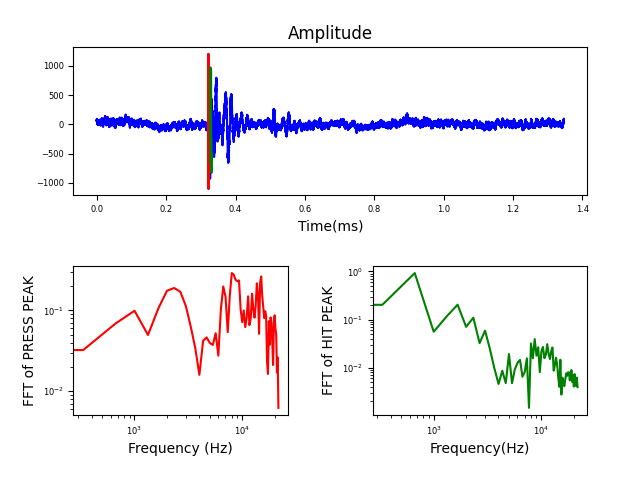 Amplitude
1000
500
0
−500
−1000
0.0 0.2 0.4 0.6 0.8 1.0 1.2 1.4
Time(ms)
FFT of PRESS PEAK
10⁻¹
10⁻²
10³ 10⁴
Frequency (Hz)
FFT of HIT PEAK
10⁰
10⁻¹
10⁻²
10³ 10⁴
Frequency(Hz)